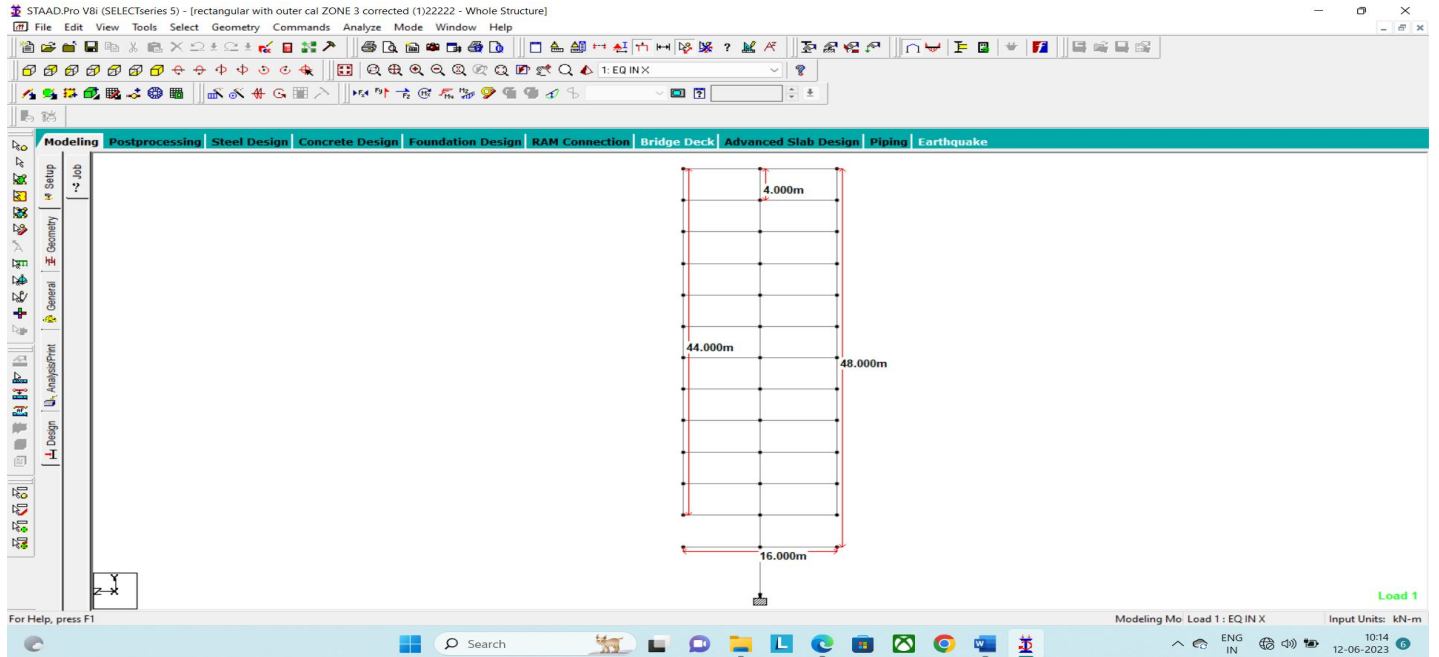 STAAD.Pro V8i (SELECTseries 5) - [rectangular with outer cal ZONE 3 corrected (1)22222 - Whole Structure]
File Edit View Tools Select Geometry Commands Analyze Mode Window Help
1: EQ IN X
Modeling Postprocessing Steel Design Concrete Design Foundation Design RAM Connection Bridge Deck Advanced Slab Design Piping Earthquake
Setup
Geometry
General
Analysis/Print
Design
Job
4.000m
44.000m
48.000m
16.000m
Y
Z X
Load 1
For Help, press F1
Modeling Mo Load 1 : EQ IN X Input Units: kN-m
Search
ENG
IN
10:14
12-06-2023
6